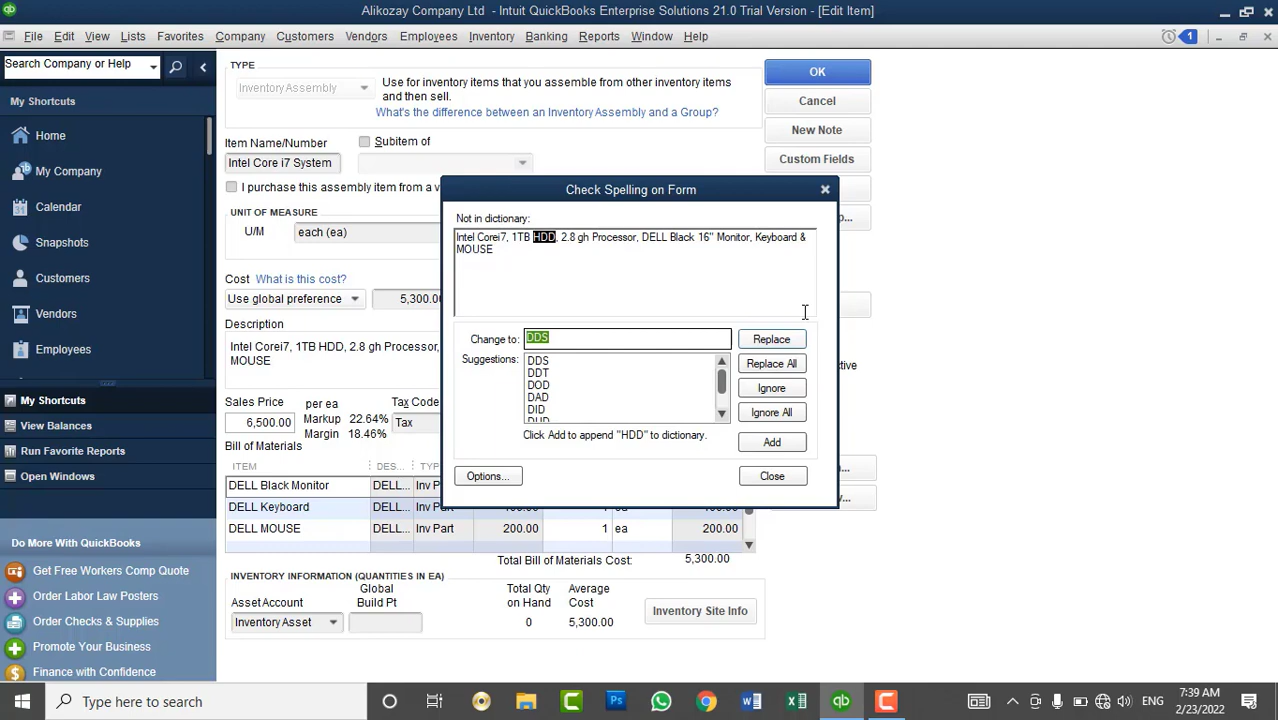 Alikozay Company Ltd - Intuit QuickBooks Enterprise Solutions 21.0 Trial Version - [Edit Item]
File Edit View Lists Favorites Company Customers Vendors Employees Inventory Banking Reports Window Help
1
Search Company or Help
My Shortcuts
Home
My Company
Calendar
Customers
Vendors
Employees
My Shortcuts
View Balances
Run Favorite Reports
Open Windows
Do More With QuickBooks
Get Free Workers Comp Quote
Order Labor Law Posters
Order Checks & Supplies
Promote Your Business
Finance with Confidence
TYPE
Inventory Assembly
Use for inventory items that you assemble from other inventory items
and then sell.
What's the difference between an Inventory Assembly and a Group?
OK
Cancel
New Note
Custom Fields
Item Name/Number
Subitem of
Intel Core i7 System
I purchase this assembly item from a v
UNIT OF MEASURE
U/M
each (ea)
Cost
What is this cost?
Use global preference
5,300.0
Description
Intel Corei7, 1TB HDD, 2.8 gh Processor,
MOUSE
Sales Price
6,500.00
per ea
Markup 22.64%
Margin 18.46%
Tax Code
Tax
Bill of Materials
ITEM DES... TYP
DELL Black Monitor DELL... Inv P
DELL Keyboard DELL... Inv Part 1 ea
DELL MOUSE DELL... Inv Part 200.00 1 ea 200.00
Total Bill of Materials Cost: 5,300.00
INVENTORY INFORMATION (QUANTITIES IN EA)
Asset Account
Inventory Asset
Global
Build Pt
Total Qty
on Hand
0
Average
Cost
5,300.00
Inventory Site Info
Check Spelling on Form
Not in dictionary:
Intel Corei7, 1TB HDD, 2.8 gh Processor, DELL Black 16" Monitor, Keyboard &
MOUSE
Change to:
DDS
Suggestions:
DDS
DDT
DOD
DAD
DID
Click Add to append "HDD" to dictionary.
Replace
Replace All
Ignore
Ignore All
Add
Options...
Close
ctive
Type here to search
ENG
7:39 AM
2/23/2022